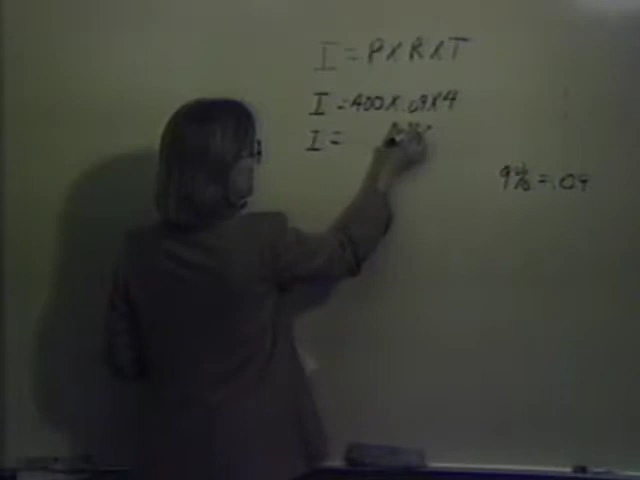 I = P X R X T
I = 400 X .09 X 4
I =
9% = .09